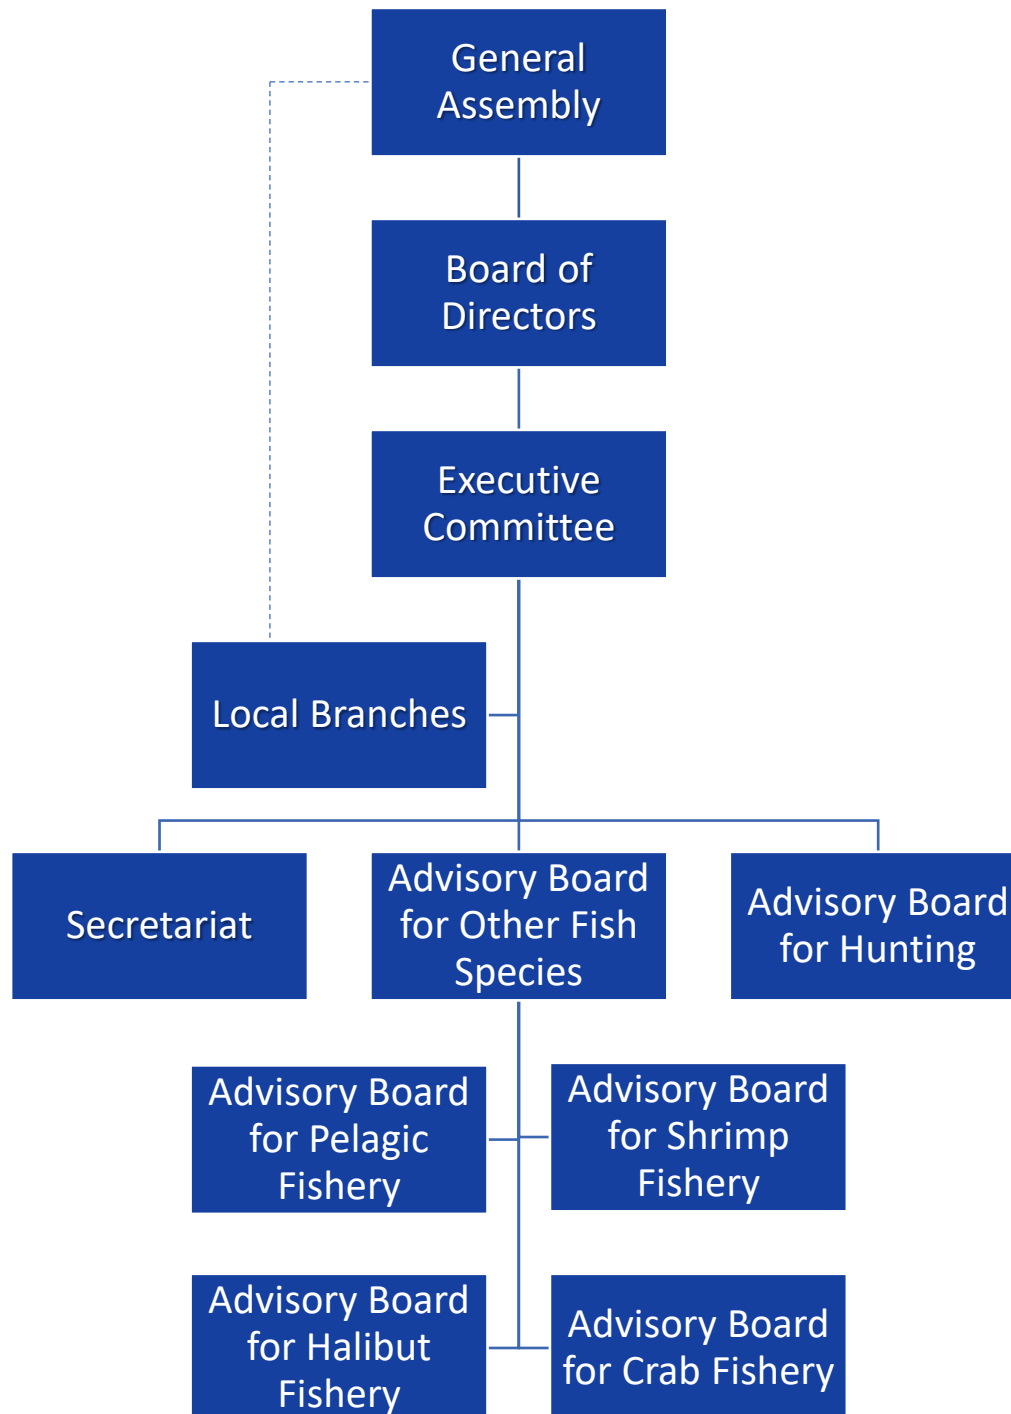 General
Assembly
Board of
Directors
Executive
Committee
Local Branches
Secretariat
Advisory Board
for Other Fish
Species
Advisory Board
for Hunting
Advisory Board
for Pelagic
Fishery
Advisory Board
for Shrimp
Fishery
Advisory Board
for Halibut
Fishery
Advisory Board
for Crab Fishery